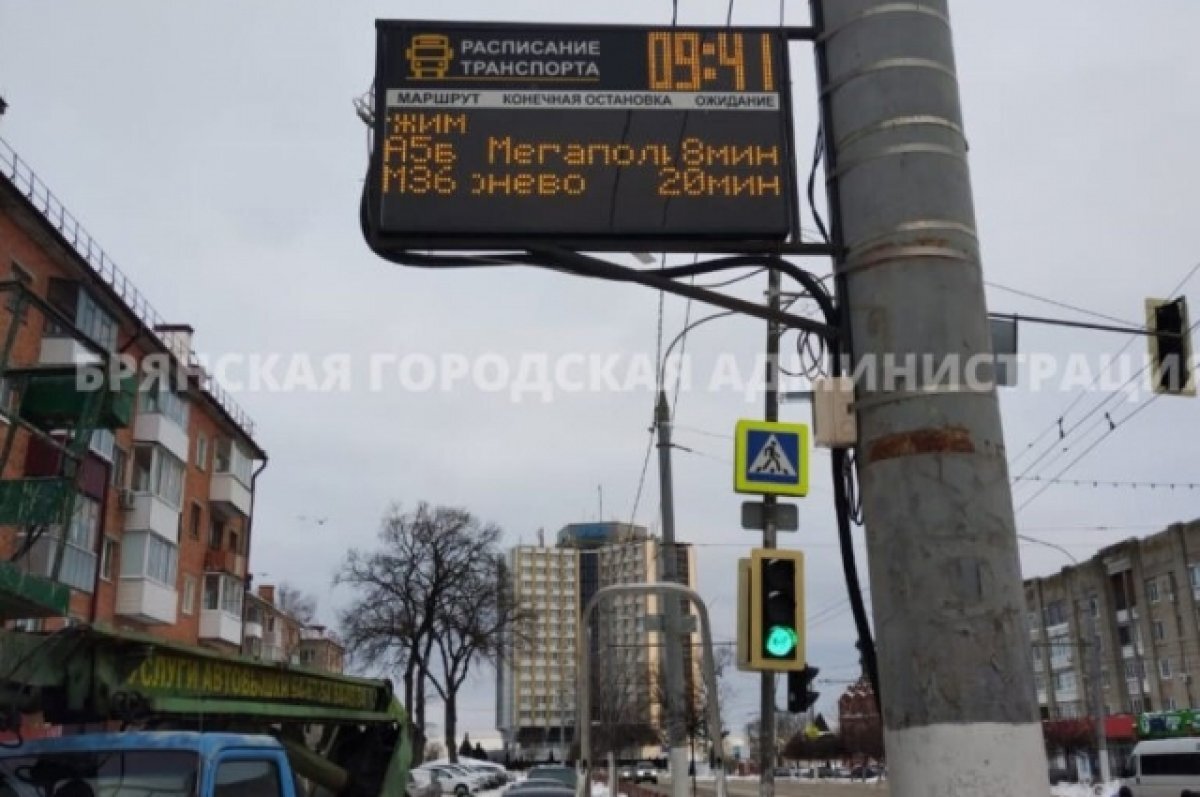 РАСПИСАНИЕ 09:41
ТРАНСПОРТА
МАРШРУТ КОНЕЧНАЯ ОСТАНОВКА ОЖИДАНИЕ
жим
А5б Мегаполь 8мин
М36 энево 20мин
БРЯНСКАЯ ГОРОДСКАЯ АДМИНИСТРАЦИЯ
УСЛУГИ АВТОВЫШКИ